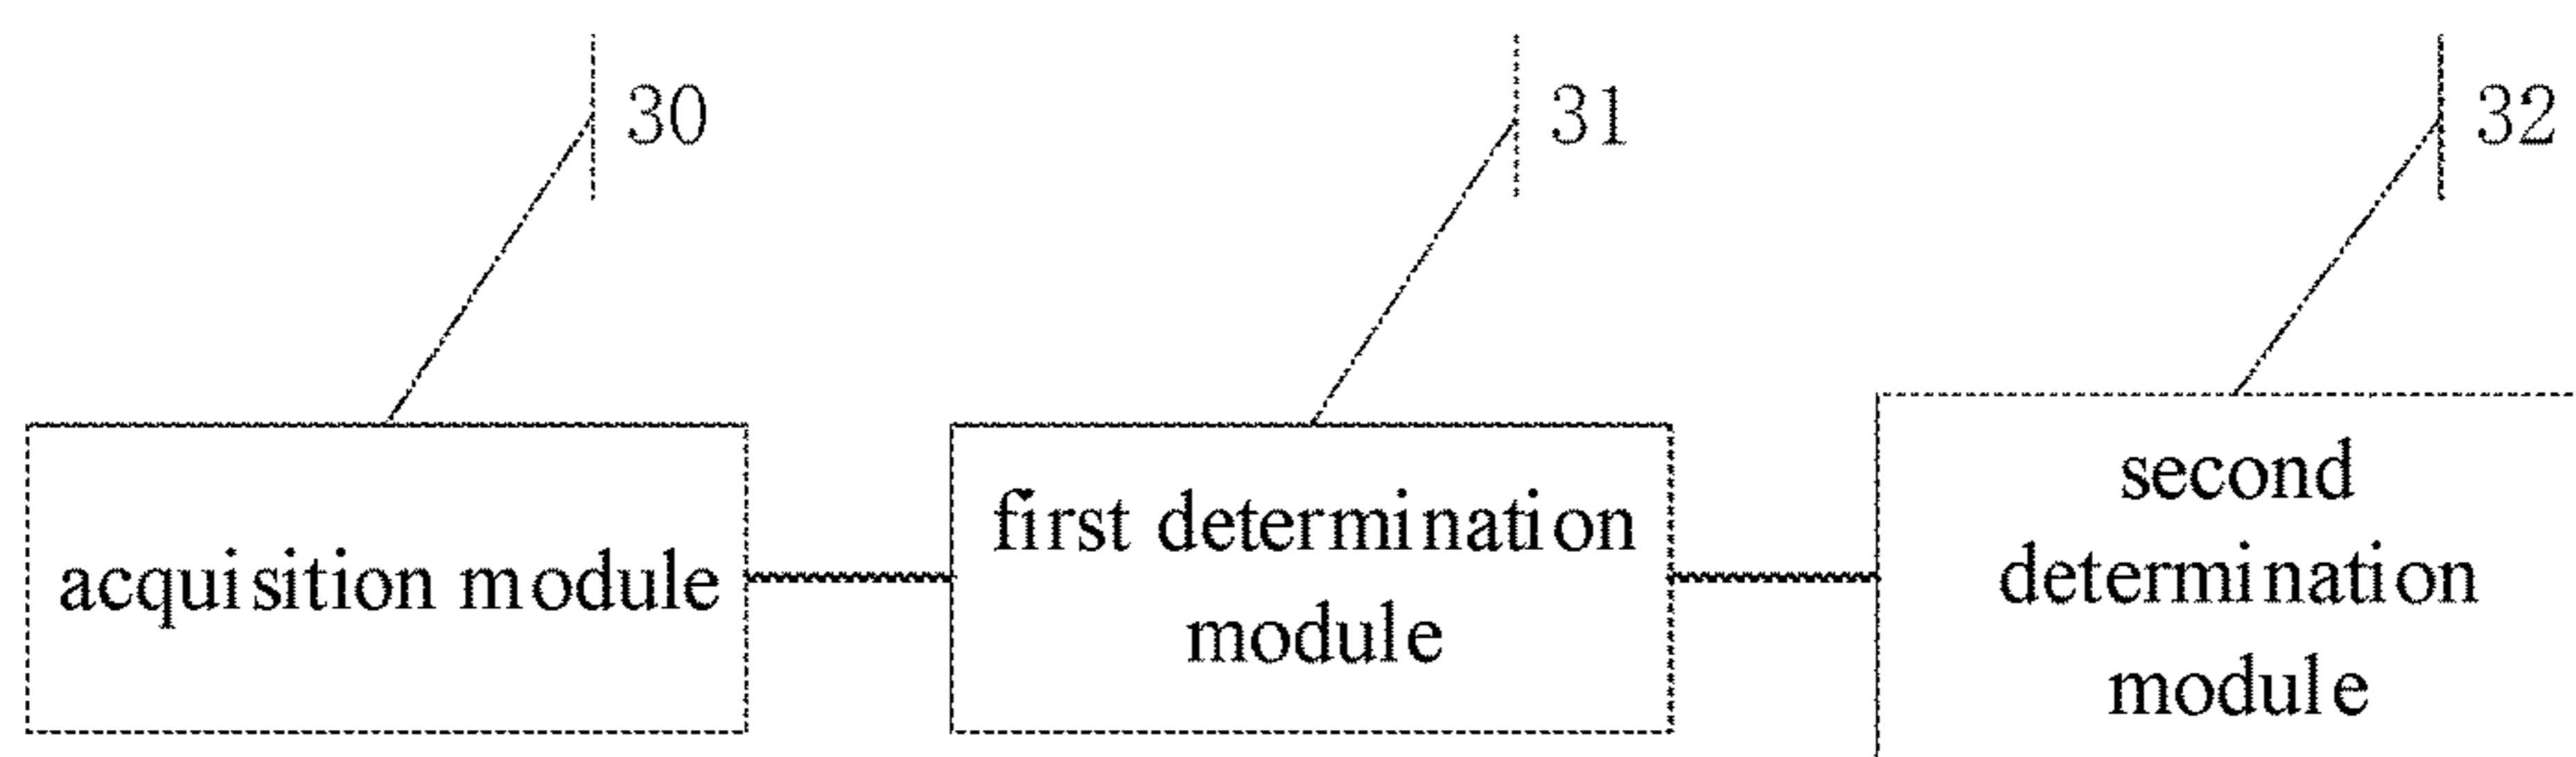 30
31
32
acquisition module
first determination
module
second
determination
module